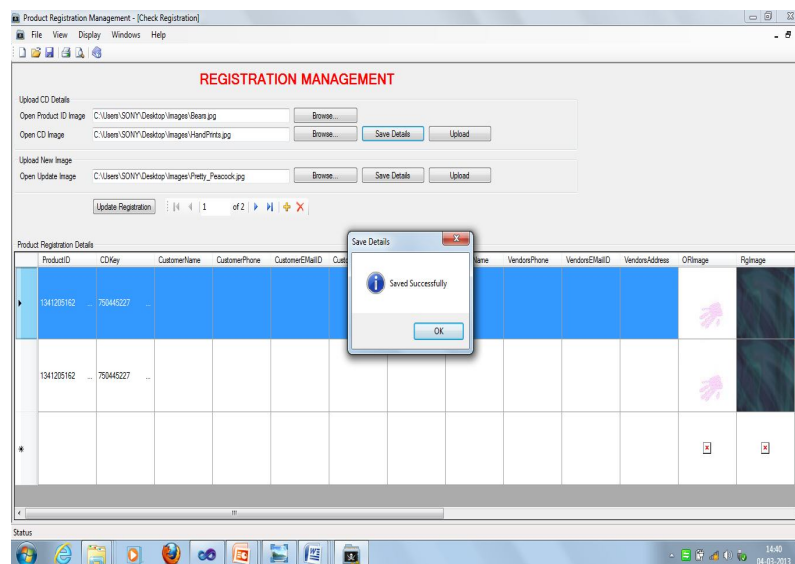 Product Registration Management - [Check Registration]
File View Display Windows Help
REGISTRATION MANAGEMENT
Upload CD Details
Open Product ID Image C:\Users\SONY\Desktop\Images\Bears.jpg Browse...
Open CD Image C:\Users\SONY\Desktop\Images\HandPrints.jpg Browse... Save Details Upload
Upload New Image
Open Update Image C:\Users\SONY\Desktop\Images\Pretty_Peacock.jpg Browse... Save Details Upload
Update Registration 1 of 2
Product Registration Details
ProductID CDKey CustomerName CustomerPhone CustomerEMailID VendorsPhone VendorsEMailID VendorsAddress ORImage RgImage
Save Details
Saved Successfully
OK
1341205162 ... 750445227 ...
1341205162 ... 750445227 ...
Status
14:40
04-03-2013